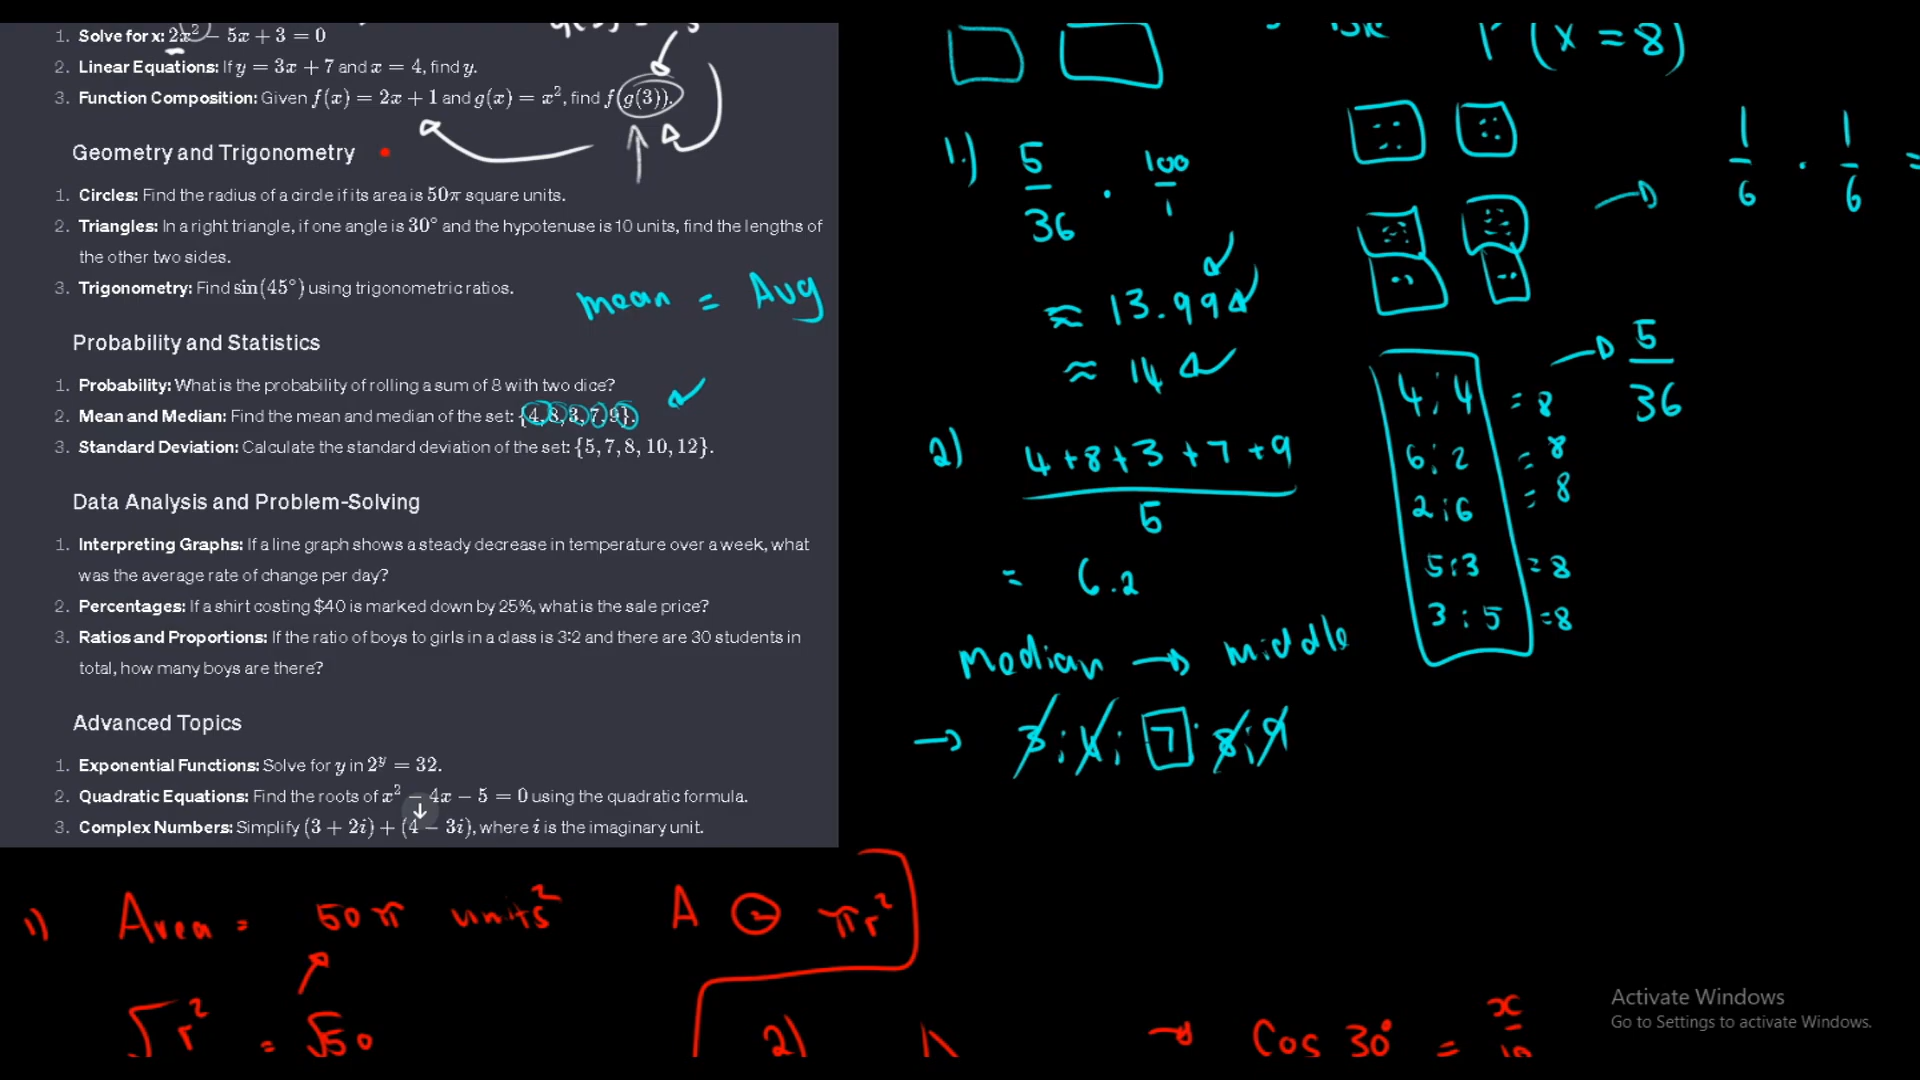 1. Solve for x: 2x² − 5x + 3 = 0
2. Linear Equations: If y = 3x + 7 and x = 4, find y.
3. Function Composition: Given f(x) = 2x + 1 and g(x) = x², find f(g(3)).
Geometry and Trigonometry
1. Circles: Find the radius of a circle if its area is 50π square units.
2. Triangles: In a right triangle, if one angle is 30° and the hypotenuse is 10 units, find the lengths of
the other two sides.
3. Trigonometry: Find sin(45°) using trigonometric ratios.
mean = Avg
Probability and Statistics
1. Probability: What is the probability of rolling a sum of 8 with two dice?
2. Mean and Median: Find the mean and median of the set: {4, 8, 3, 7, 9}.
3. Standard Deviation: Calculate the standard deviation of the set: {5, 7, 8, 10, 12}.
Data Analysis and Problem-Solving
1. Interpreting Graphs: If a line graph shows a steady decrease in temperature over a week, what
was the average rate of change per day?
2. Percentages: If a shirt costing $40 is marked down by 25%, what is the sale price?
3. Ratios and Proportions: If the ratio of boys to girls in a class is 3:2 and there are 30 students in
total, how many boys are there?
Advanced Topics
1. Exponential Functions: Solve for y in 2^y = 32.
2. Quadratic Equations: Find the roots of x² − 4x − 5 = 0 using the quadratic formula.
3. Complex Numbers: Simplify (3 + 2i) + (4 − 3i), where i is the imaginary unit.
P(x = 8)
1.) 5/36 · 100/1
≈ 13.99
≈ 14
1/6 · 1/6 =
2) 4+8+3+7+9
5
= 6.2
Median → middle
→ 3; 4; 7; 8; 9
4; 4 = 8
6; 2 = 8
2; 6 = 8
5; 3 = 8
3; 5 = 8
→ 5/36
1) Area = 50π units² A = πr²
√r² = √50
2) → Cos 30° = x/10
Activate Windows
Go to Settings to activate Windows.